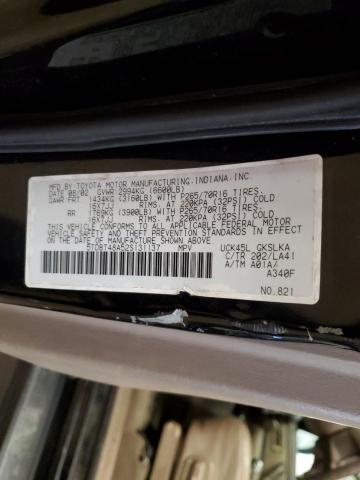 MFD.BY TOYOTA MOTOR MANUFACTURING,INDIANA,INC.
DATE 08/02 GVWR 2994KG (6600LB)
GAWR FRT 1434KG (3160LB) WITH P265/70R16 TIRES,
16X7JJ RIMS, AT 220KPA (32PSI) COLD
RR 1769KG (3900LB) WITH P265/70R16 TIRES,
16X7JJ RIMS, AT 220KPA (32PSI) COLD
THIS VEHICLE CONFORMS TO ALL APPLICABLE FEDERAL MOTOR
VEHICLE SAFETY AND THEFT PREVENTION STANDARDS IN EFFECT
ON THE DATE OF MANUFACTURE SHOWN ABOVE.
5TDBT48A52S131137 MPV
UCK45L GKSLKA
C/TR 202/LA41
A/TM A01A/
A340F
NO.821